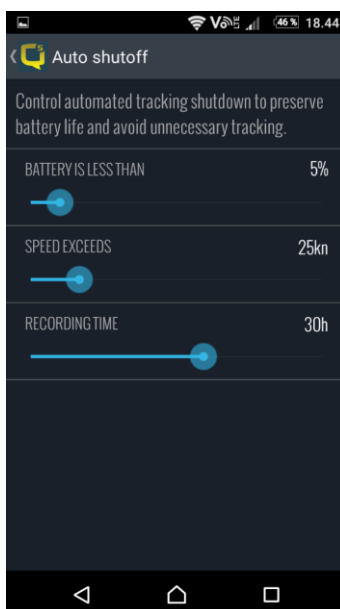 46% 18.44
Auto shutoff
Control automated tracking shutdown to preserve
battery life and avoid unnecessary tracking.
BATTERY IS LESS THAN 5%
SPEED EXCEEDS 25kn
RECORDING TIME 30h